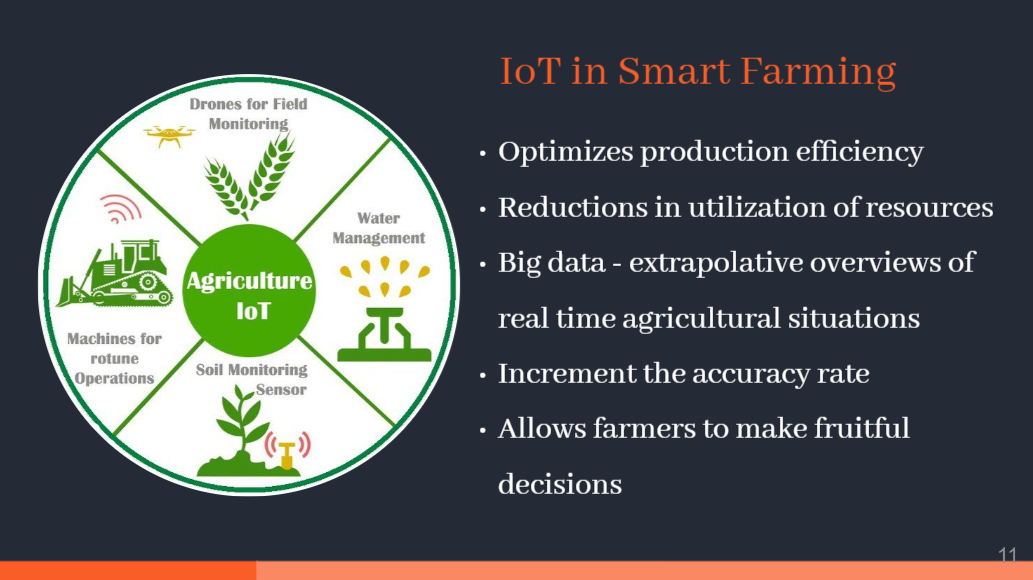 IoT in Smart Farming
Drones for Field
Monitoring
Water
Management
Agriculture
IoT
Machines for
rotune
Operations
Soil Monitoring
Sensor
• Optimizes production efficiency
• Reductions in utilization of resources
• Big data - extrapolative overviews of
real time agricultural situations
• Increment the accuracy rate
• Allows farmers to make fruitful
decisions
11